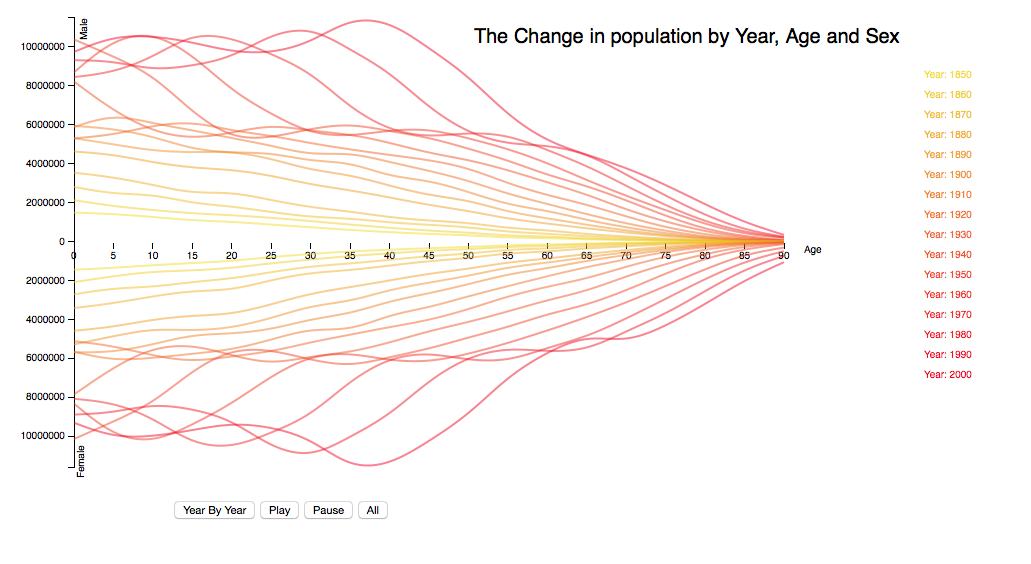 The Change in population by Year, Age and Sex
Male
10000000
8000000
6000000
4000000
2000000
0
0 5 10 15 20 25 30 35 40 45 50 55 60 65 70 75 80 85 90 Age
2000000
4000000
6000000
8000000
10000000
Female
Year: 1850
Year: 1860
Year: 1870
Year: 1880
Year: 1890
Year: 1900
Year: 1910
Year: 1920
Year: 1930
Year: 1940
Year: 1950
Year: 1960
Year: 1970
Year: 1980
Year: 1990
Year: 2000
Year By Year Play Pause All